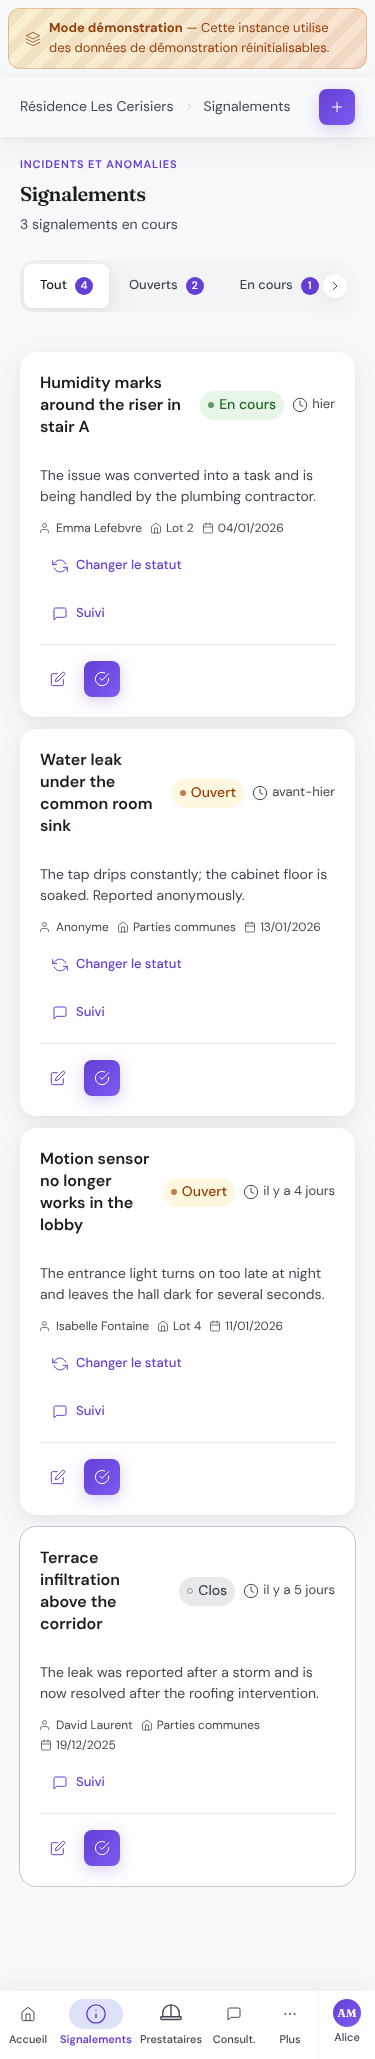 Mode démonstration — Cette instance utilise
des données de démonstration réinitialisables.
Résidence Les Cerisiers > Signalements
INCIDENTS ET ANOMALIES
Signalements
3 signalements en cours
Tout 4 Ouverts 2 En cours 1
Humidity marks
around the riser in
stair A
En cours hier
The issue was converted into a task and is
being handled by the plumbing contractor.
Emma Lefebvre Lot 2 04/01/2026
Changer le statut
Suivi
Water leak
under the
common room
sink
Ouvert avant-hier
The tap drips constantly; the cabinet floor is
soaked. Reported anonymously.
Anonyme Parties communes 13/01/2026
Changer le statut
Suivi
Motion sensor
no longer
works in the
lobby
Ouvert il y a 4 jours
The entrance light turns on too late at night
and leaves the hall dark for several seconds.
Isabelle Fontaine Lot 4 11/01/2026
Changer le statut
Suivi
Terrace
infiltration
above the
corridor
Clos il y a 5 jours
The leak was reported after a storm and is
now resolved after the roofing intervention.
David Laurent Parties communes
19/12/2025
Suivi
AM
Accueil Signalements Prestataires Consult. Plus Alice